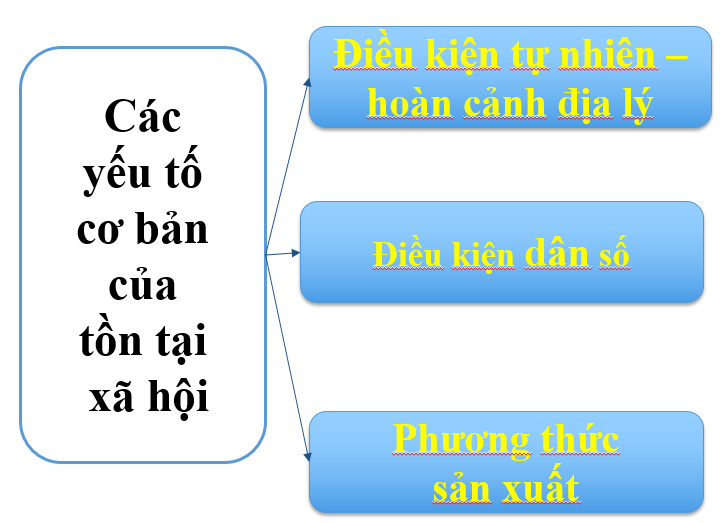 Các
yếu tố
cơ bản
của
tồn tại
xã hội
Điều kiện tự nhiên –
hoàn cảnh địa lý
Điều kiện dân số
Phương thức
sản xuất